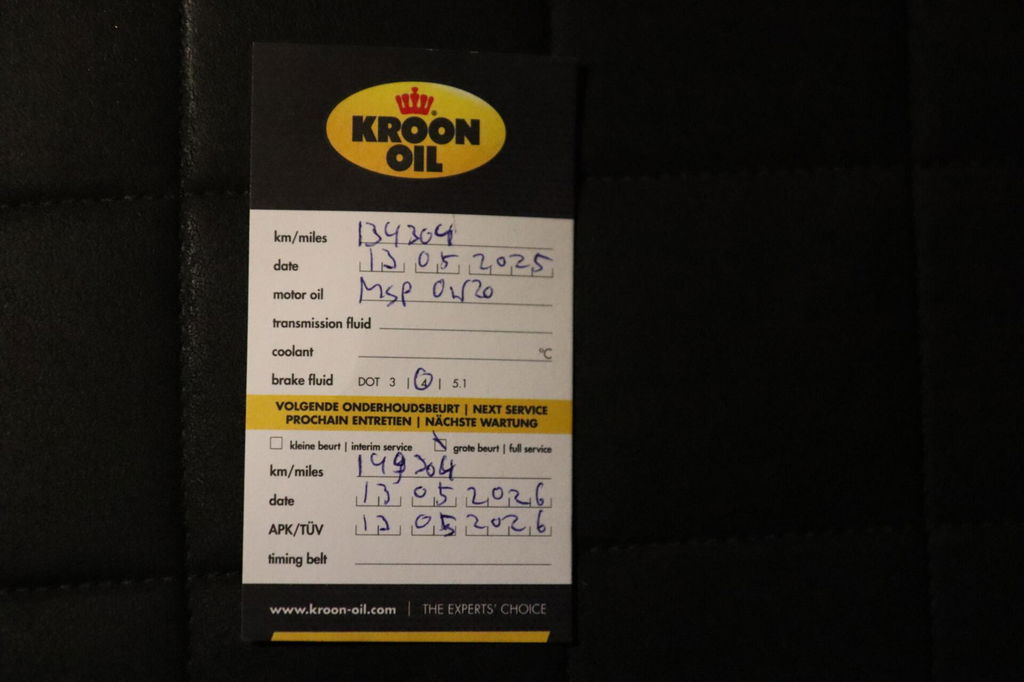 KROON
OIL
km/miles 134304
date 13 05 2025
motor oil MSP 0W20
transmission fluid
coolant °C
brake fluid DOT 3 | 4 | 5.1
VOLGENDE ONDERHOUDSBEURT | NEXT SERVICE
PROCHAIN ENTRETIEN | NÄCHSTE WARTUNG
kleine beurt | interim service grote beurt | full service
km/miles 149304
date 13 05 2026
APK/TÜV 13 05 2026
timing belt
www.kroon-oil.com | THE EXPERTS' CHOICE